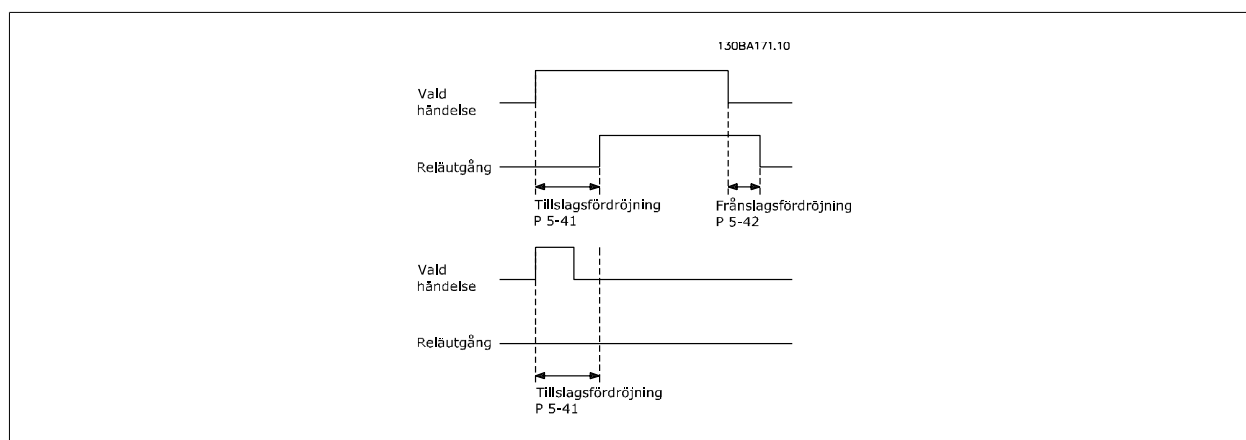 130BA171.10
Vald
händelse
Reläutgång
Tillslagsfördröjning
P 5-41
Frånslagsfördröjning
P 5-42
Vald
händelse
Reläutgång
Tillslagsfördröjning
P 5-41